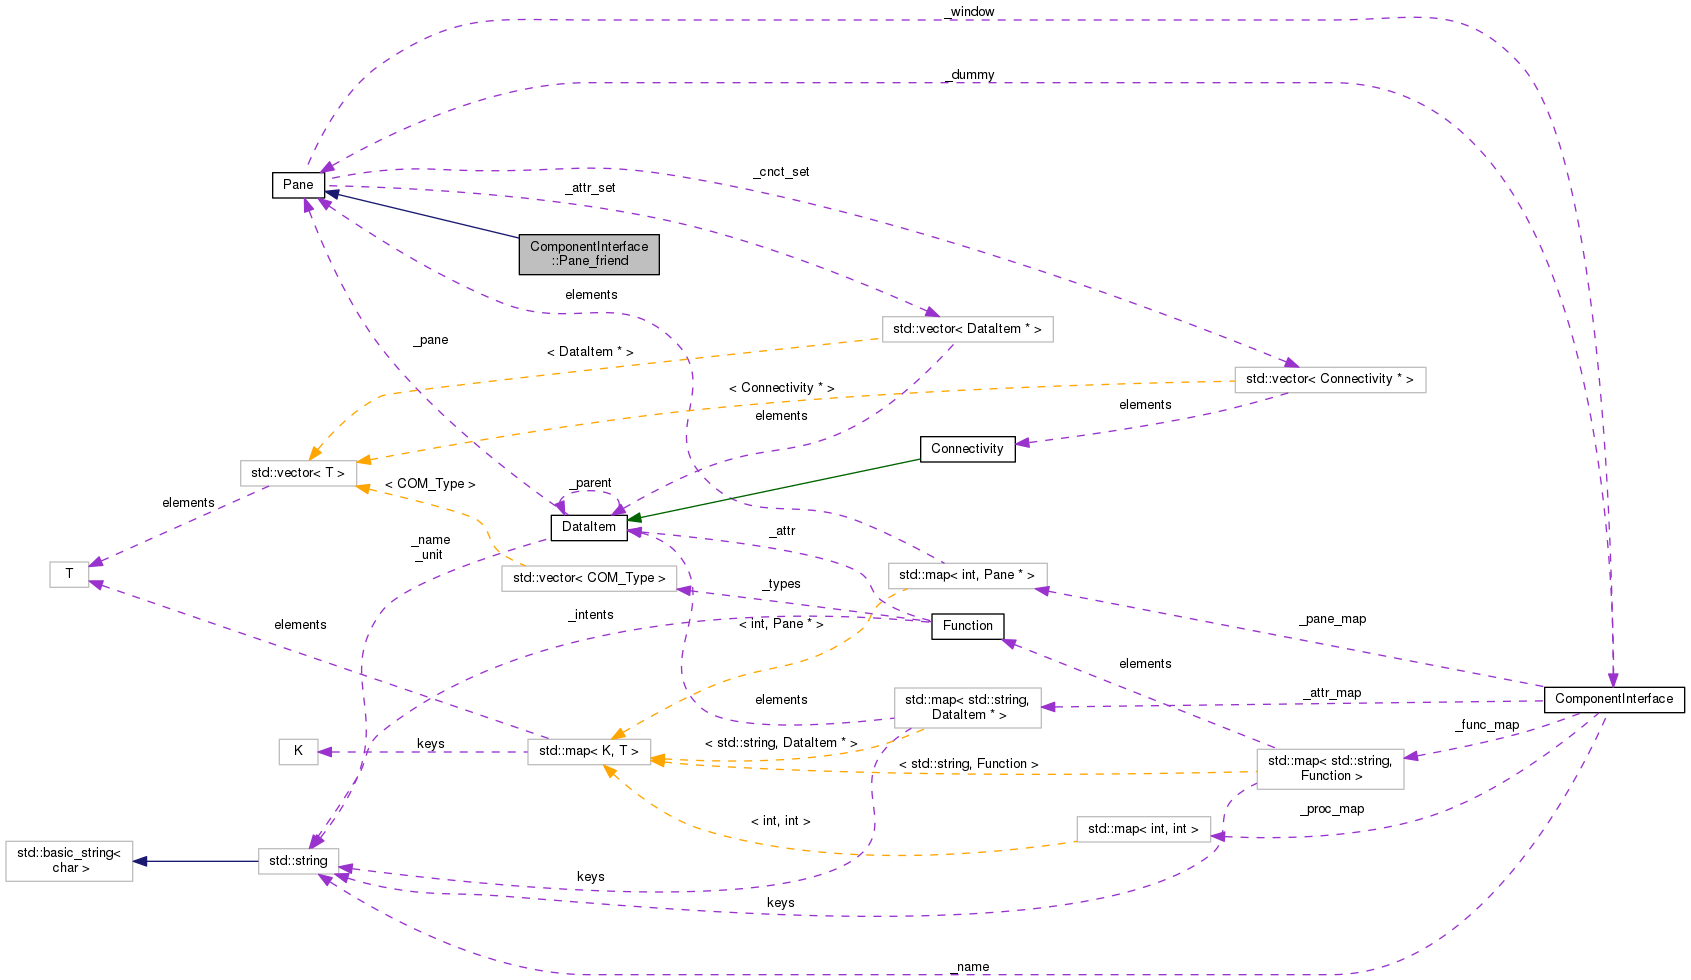 _window
_dummy
_cnct_set
Pane
_attr_set
ComponentInterface
::Pane_friend
elements
std::vector< DataItem * >
_pane
< DataItem * >
std::vector< Connectivity * >
< Connectivity * >
elements
elements
Connectivity
std::vector< T >
< COM_Type >
_parent
elements
DataItem
_attr
_name
_unit
T
std::vector< COM_Type >
_types
std::map< int, Pane * >
_intents
elements
< int, Pane * >
Function
_pane_map
elements
std::map< std::string,
DataItem * >
elements
_attr_map
ComponentInterface
_func_map
K
keys
std::map< K, T >
< std::string, DataItem * >
< std::string, Function >
std::map< std::string,
Function >
_proc_map
< int, int >
std::map< int, int >
std::basic_string<
char >
std::string
keys
keys
_name